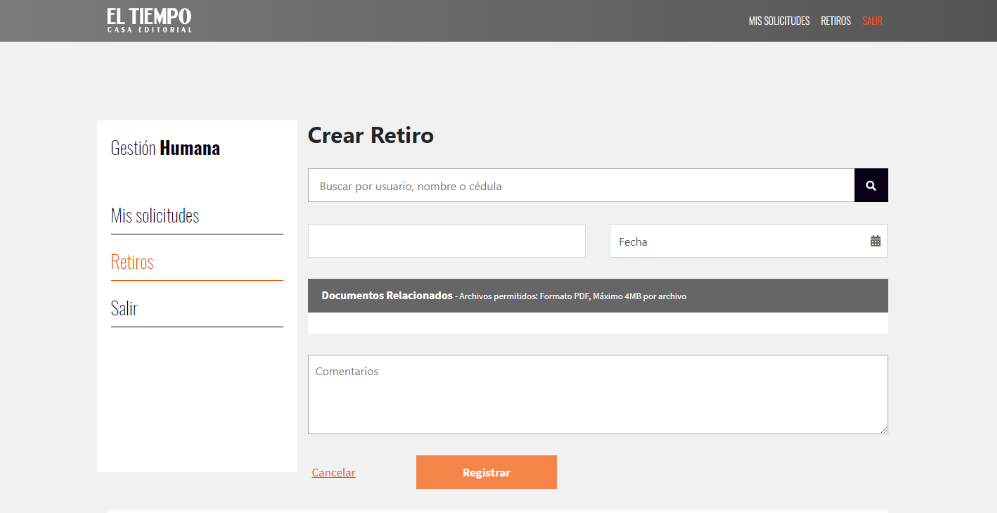 EL TIEMPO
CASA EDITORIAL
MIS SOLICITUDES RETIROS SALIR
Gestión Humana
Mis solicitudes
Retiros
Salir
Crear Retiro
Buscar por usuario, nombre o cédula
Fecha
Documentos Relacionados - Archivos permitidos: Formato PDF, Máximo 4MB por archivo
Comentarios
Cancelar
Registrar